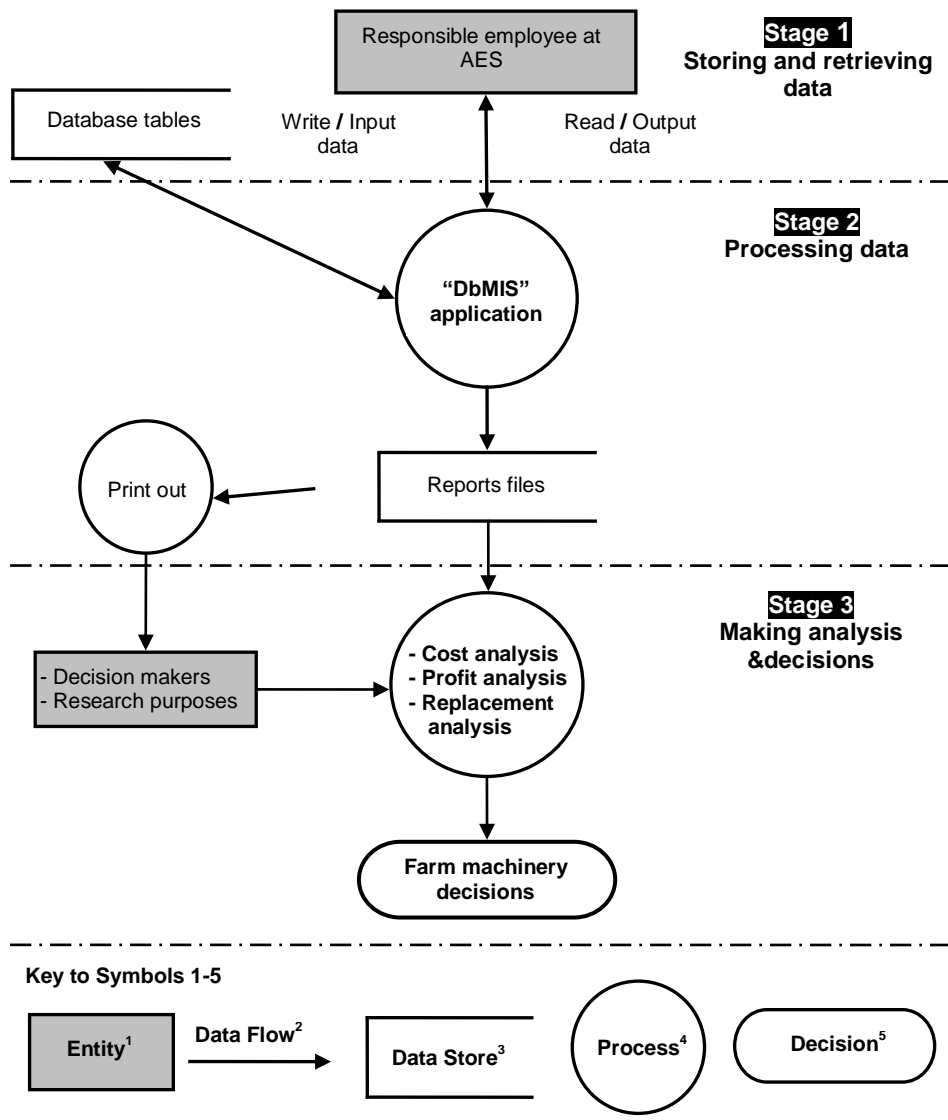 Responsible employee at
AES
Stage 1
Storing and retrieving
data
Database tables
Write / Input
data
Read / Output
data
Stage 2
Processing data
“DbMIS”
application
Print out
Reports files
Stage 3
Making analysis
&decisions
- Decision makers
- Research purposes
- Cost analysis
- Profit analysis
- Replacement
analysis
Farm machinery
decisions
Key to Symbols 1-5
Entity1
Data Flow2
Data Store3
Process4
Decision5